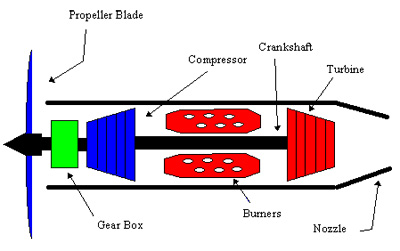 Propeller Blade
Crankshaft
Compressor
Turbine
Gear Box
Burners
Nozzle